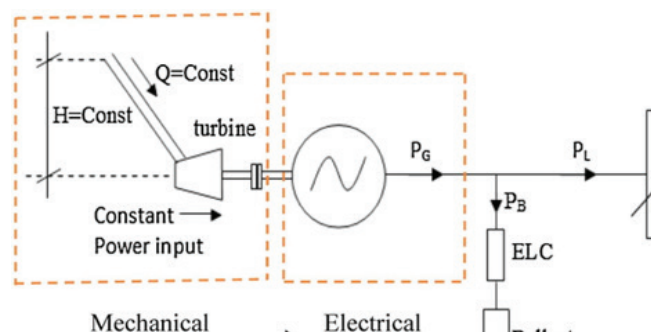 Q=Const
H=Const
turbine
P_G
P_L
P_B
Constant
Power input
ELC
Mechanical
Electrical